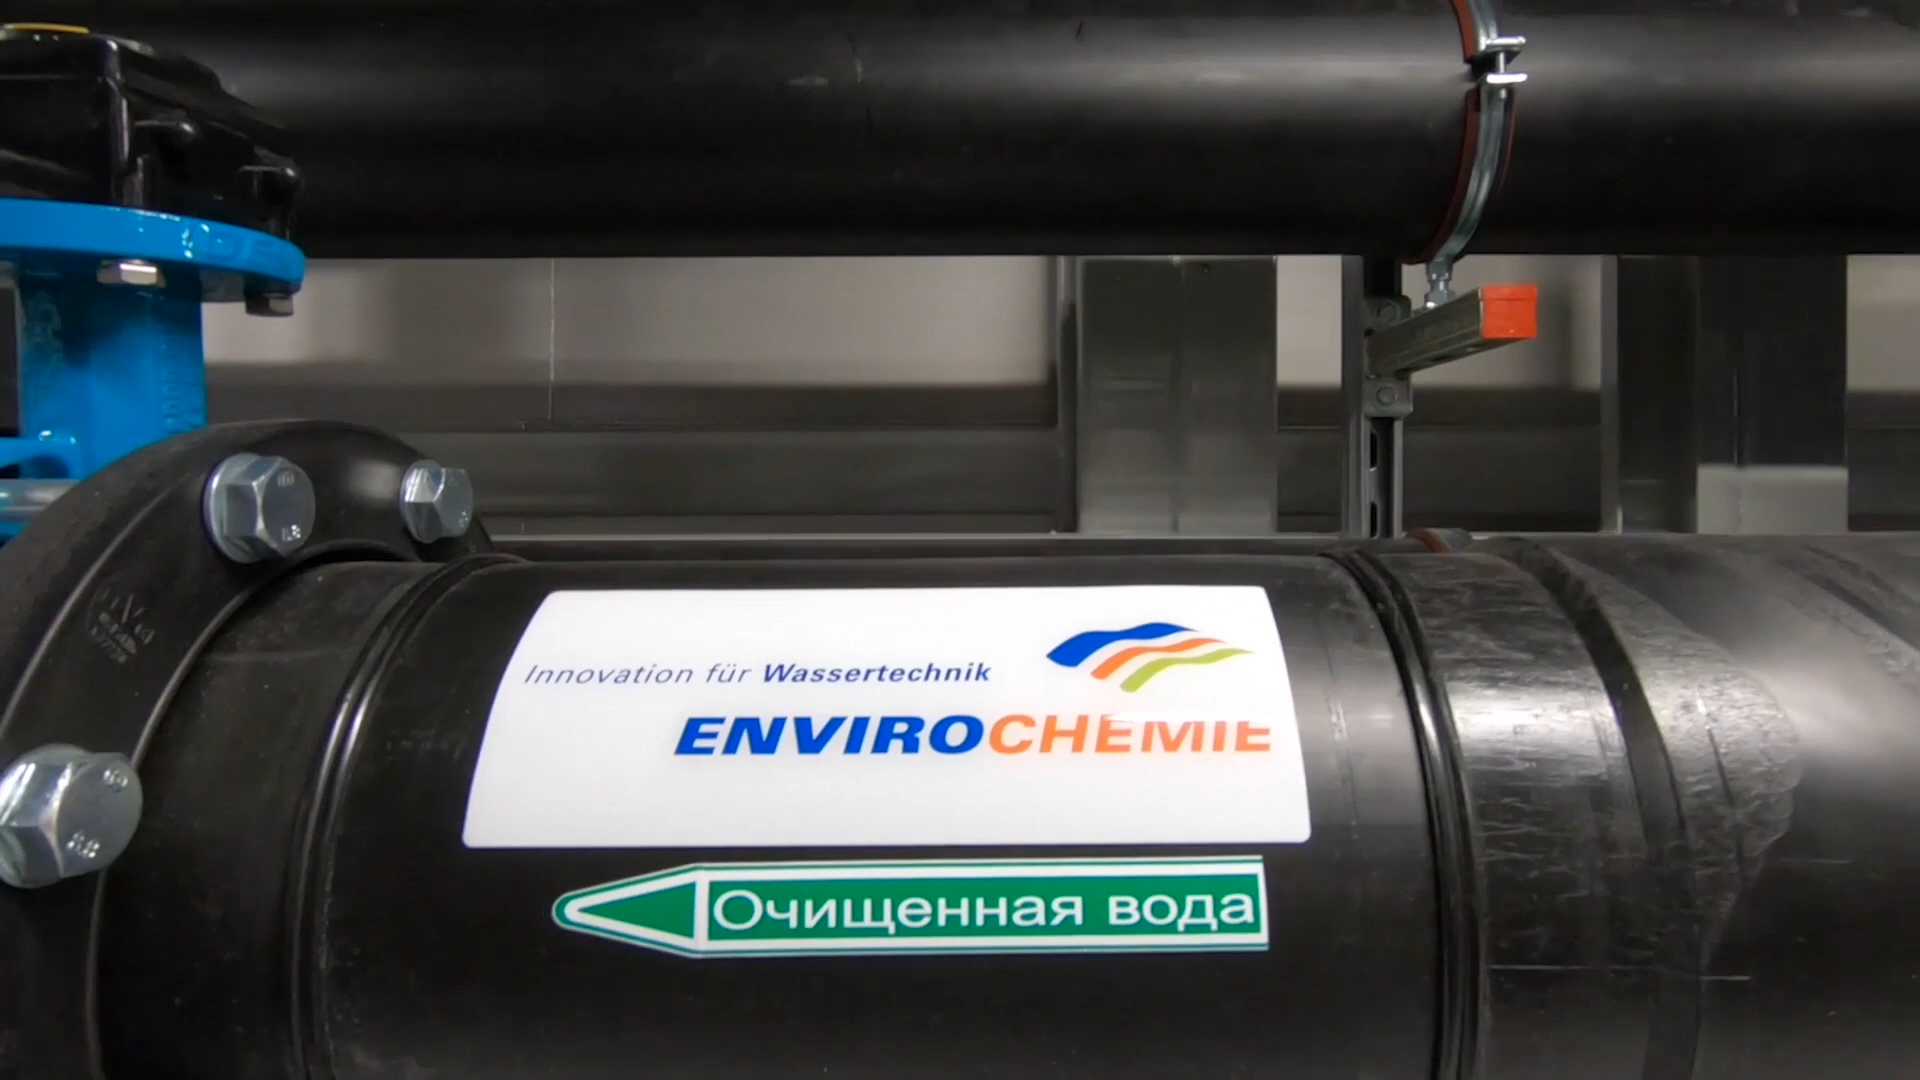 Innovation für Wassertechnik
ENVIROCHEMIE
Очищенная вода